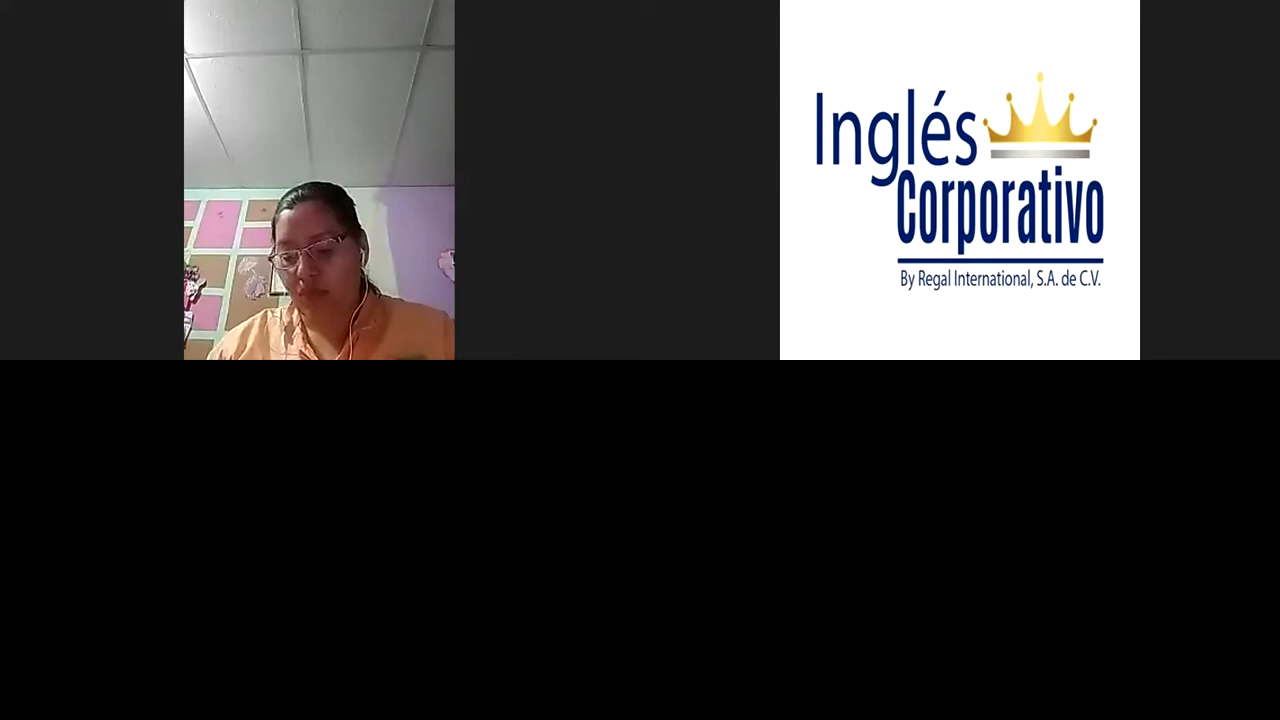 Inglés
Corporativo
By Regal International, S.A. de C.V.